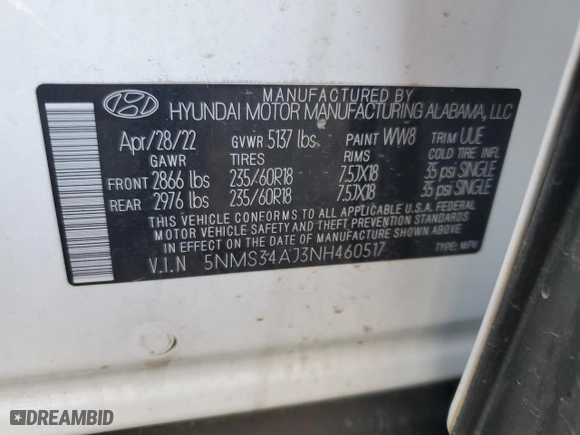 MANUFACTURED BY
HYUNDAI MOTOR MANUFACTURING ALABAMA, LLC
Apr/28/22 GVWR 5137 lbs. PAINT WW8 TRIM UUE
GAWR TIRES RIMS COLD TIRE INFL
FRONT 2866 lbs 235/60R18 7.5JX18 35 psi SINGLE
REAR 2976 lbs 235/60R18 7.5JX18 35 psi SINGLE
THIS VEHICLE CONFORMS TO ALL APPLICABLE U.S.A. FEDERAL
MOTOR VEHICLE SAFETY AND THEFT PREVENTION STANDARDS
IN EFFECT ON THE DATE OF MANUFACTURE SHOWN ABOVE.
V.I.N 5NMS34AJ3NH460517 TYPE: MPV
DREAMBID